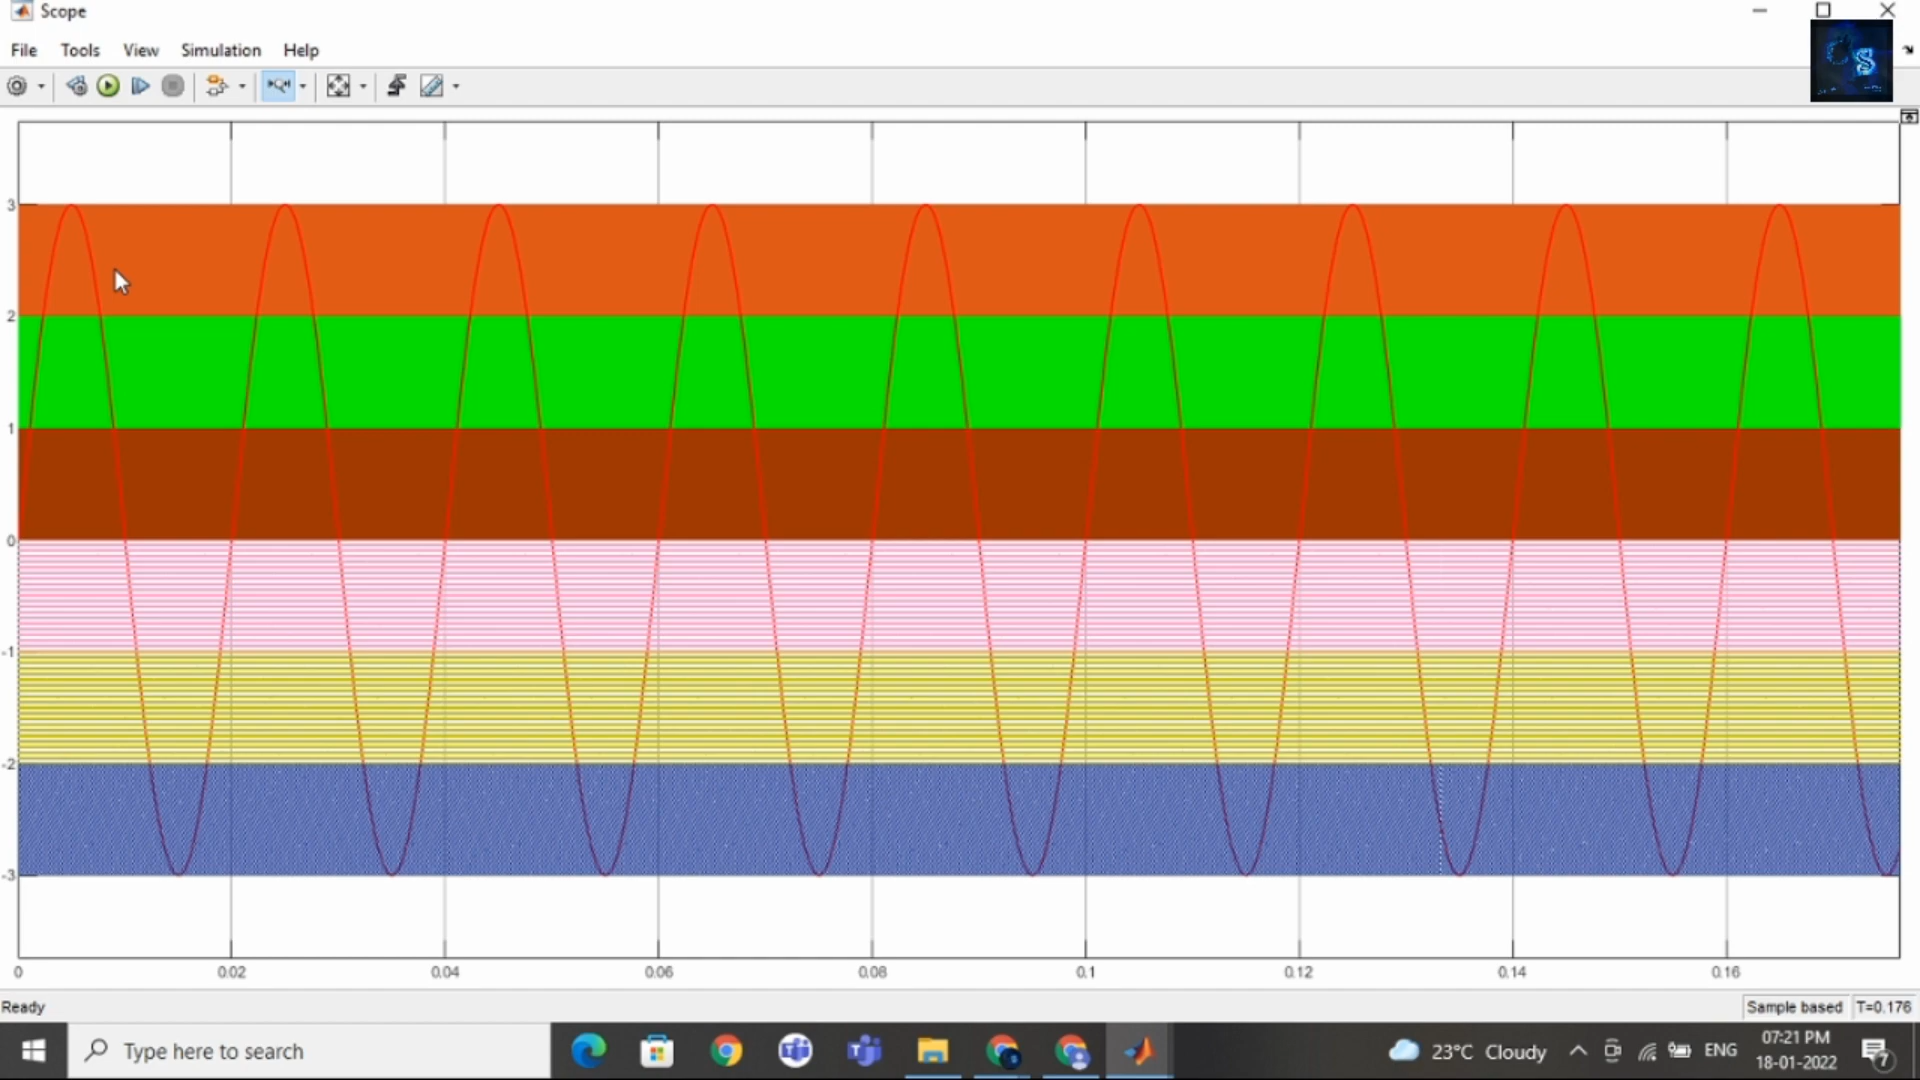 Scope
File Tools View Simulation Help
S
3
2
1
0
-1
-2
-3
0 0.02 0.04 0.06 0.08 0.1 0.12 0.14 0.16
Ready
Sample based T=0.176
Type here to search
23°C Cloudy
ENG
07:21 PM
18-01-2022
7